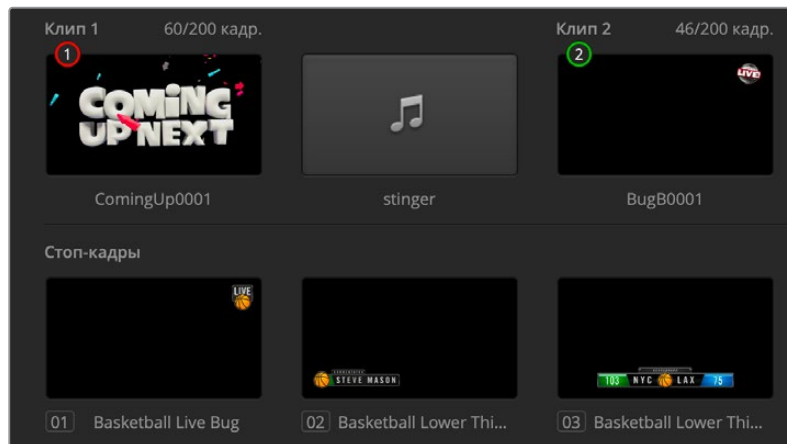 Клип 1 60/200 кадр. Клип 2 46/200 кадр.
1 2
COMING
UP NEXT
LIVE!
ComingUp0001 stinger BugB0001
Стоп-кадры
LIVE
STEVE MASON
103 NYC LAX 75
01 Basketball Live Bug 02 Basketball Lower Thi... 03 Basketball Lower Thi...